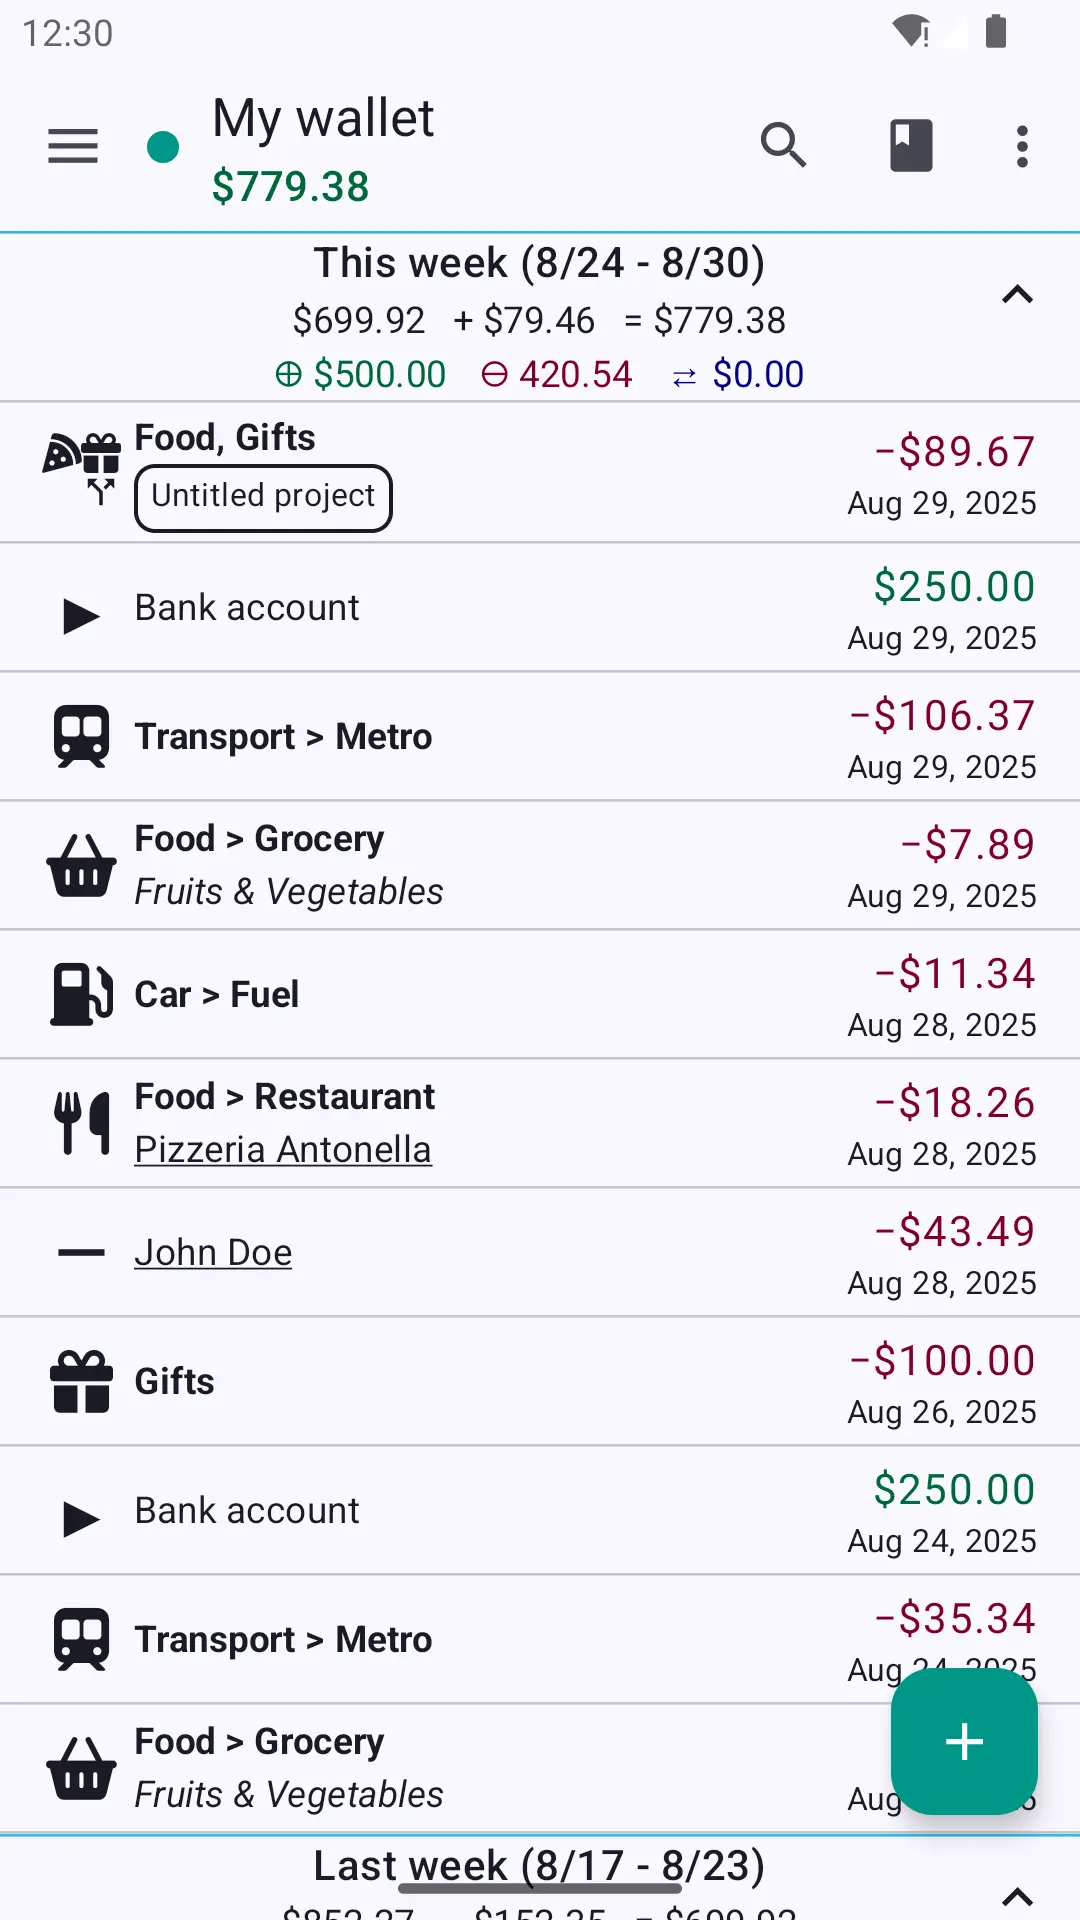 12:30
My wallet
$779.38
This week (8/24 - 8/30)
$699.92 + $79.46 = $779.38
⊕ $500.00 ⊖ 420.54 ⇄ $0.00
Food, Gifts
−$89.67
Untitled project
Aug 29, 2025
Bank account
$250.00
Aug 29, 2025
Transport > Metro
−$106.37
Aug 29, 2025
Food > Grocery
−$7.89
Fruits & Vegetables
Aug 29, 2025
Car > Fuel
−$11.34
Aug 28, 2025
Food > Restaurant
−$18.26
Pizzeria Antonella
Aug 28, 2025
John Doe
−$43.49
Aug 28, 2025
Gifts
−$100.00
Aug 26, 2025
Bank account
$250.00
Aug 24, 2025
Transport > Metro
−$35.34
Aug 24, 2025
Food > Grocery
Fruits & Vegetables
Aug
Last week (8/17 - 8/23)